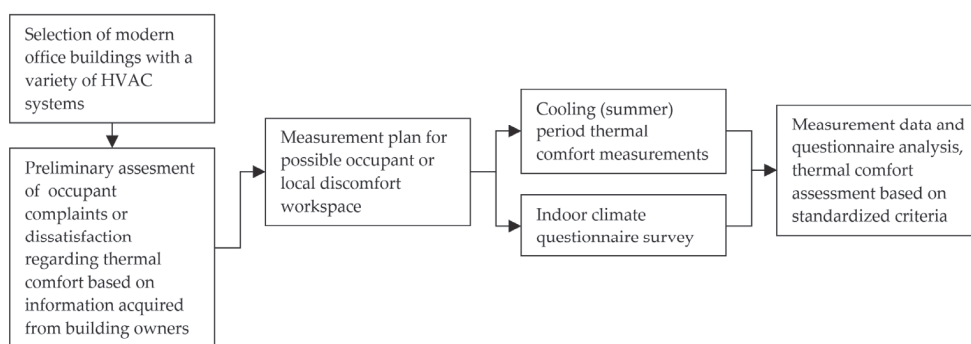 Selection of modern
office buildings with a
variety of HVAC
systems
Preliminary assesment
of occupant
complaints or
dissatisfaction
regarding thermal
comfort based on
information acquired
from building owners
Measurement plan for
possible occupant or
local discomfort
workspace
Cooling (summer)
period thermal
comfort measurements
Indoor climate
questionnaire survey
Measurement data and
questionnaire analysis,
thermal comfort
assessment based on
standardized criteria